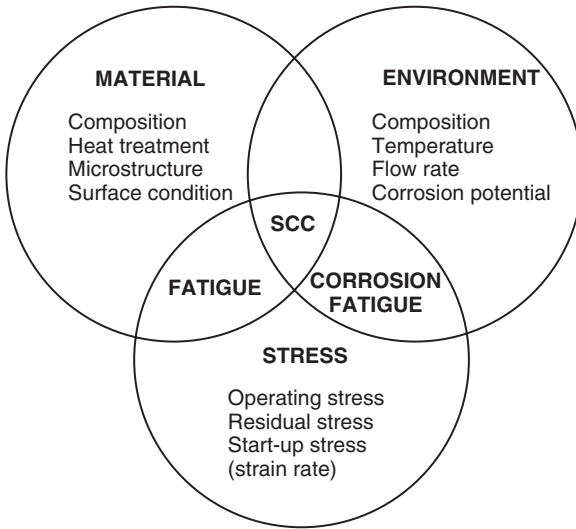 MATERIAL
Composition
Heat treatment
Microstructure
Surface condition
ENVIRONMENT
Composition
Temperature
Flow rate
Corrosion potential
SCC
FATIGUE
CORROSION
FATIGUE
STRESS
Operating stress
Residual stress
Start-up stress
(strain rate)